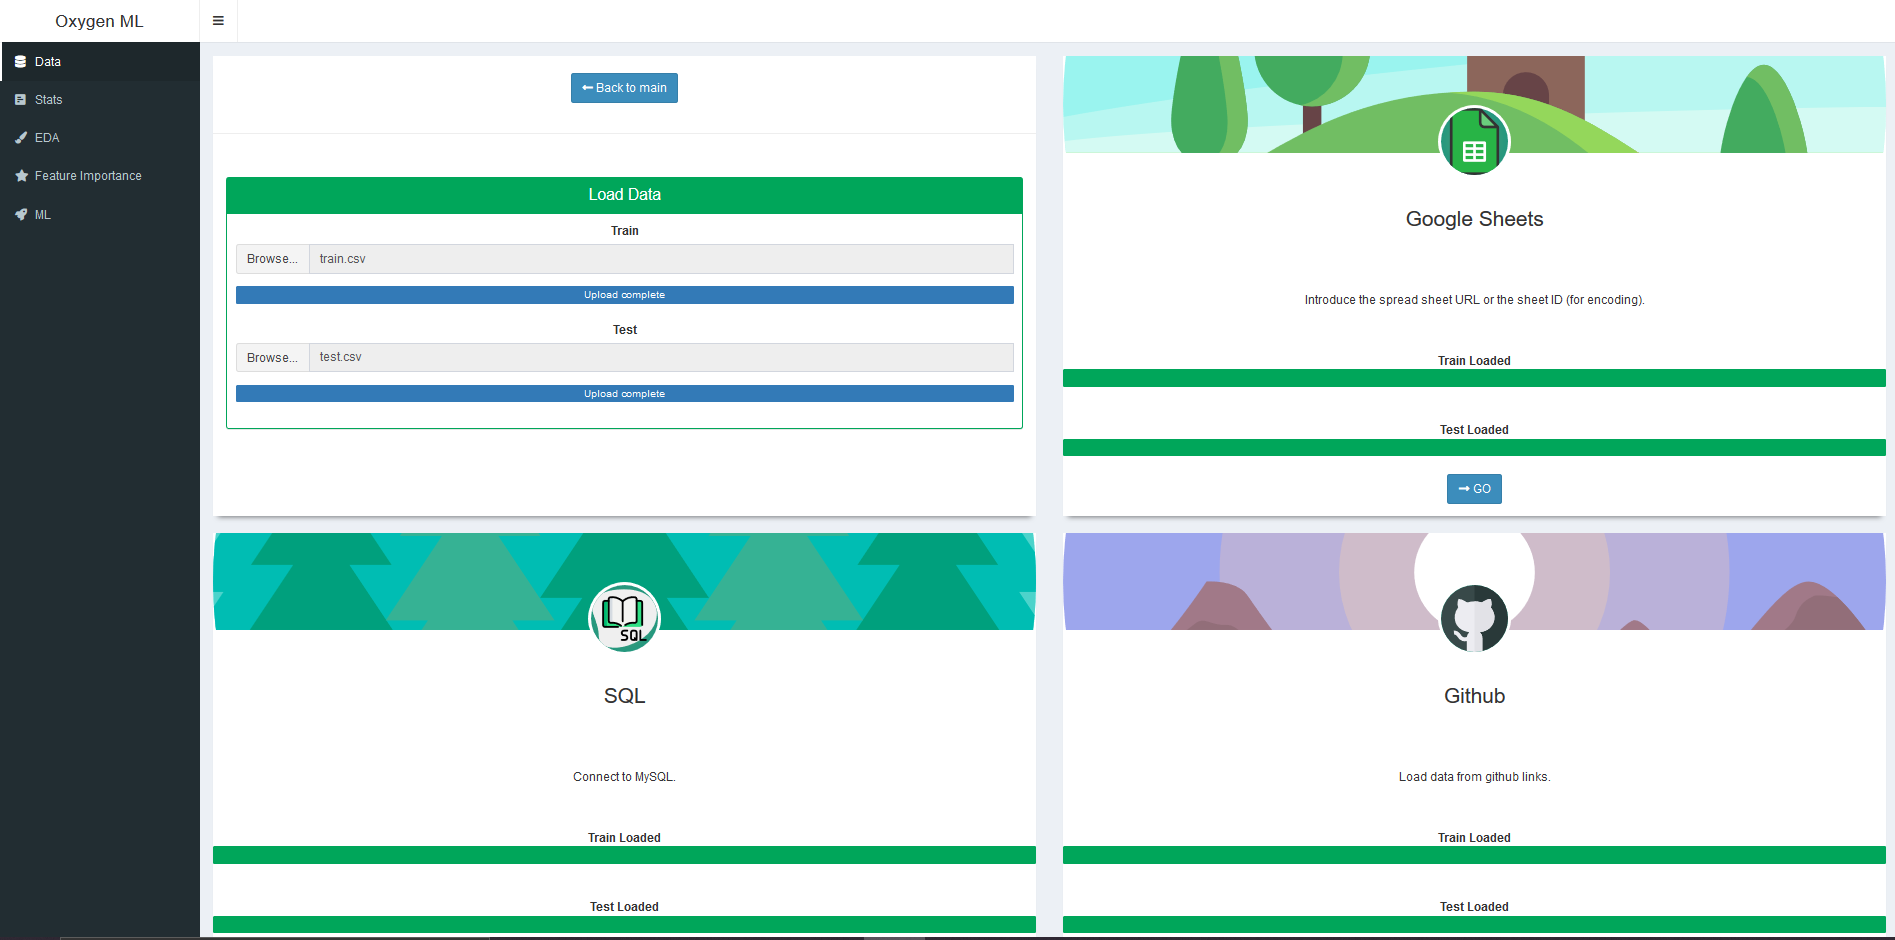 Oxygen ML
Data
Stats
EDA
Feature Importance
ML
Back to main
Load Data
Train
Browse... train.csv
Upload complete
Test
Browse... test.csv
Upload complete
Google Sheets
Introduce the spread sheet URL or the sheet ID (for encoding).
Train Loaded
Test Loaded
GO
SQL
SQL
Connect to MySQL.
Train Loaded
Test Loaded
Github
Load data from github links.
Train Loaded
Test Loaded